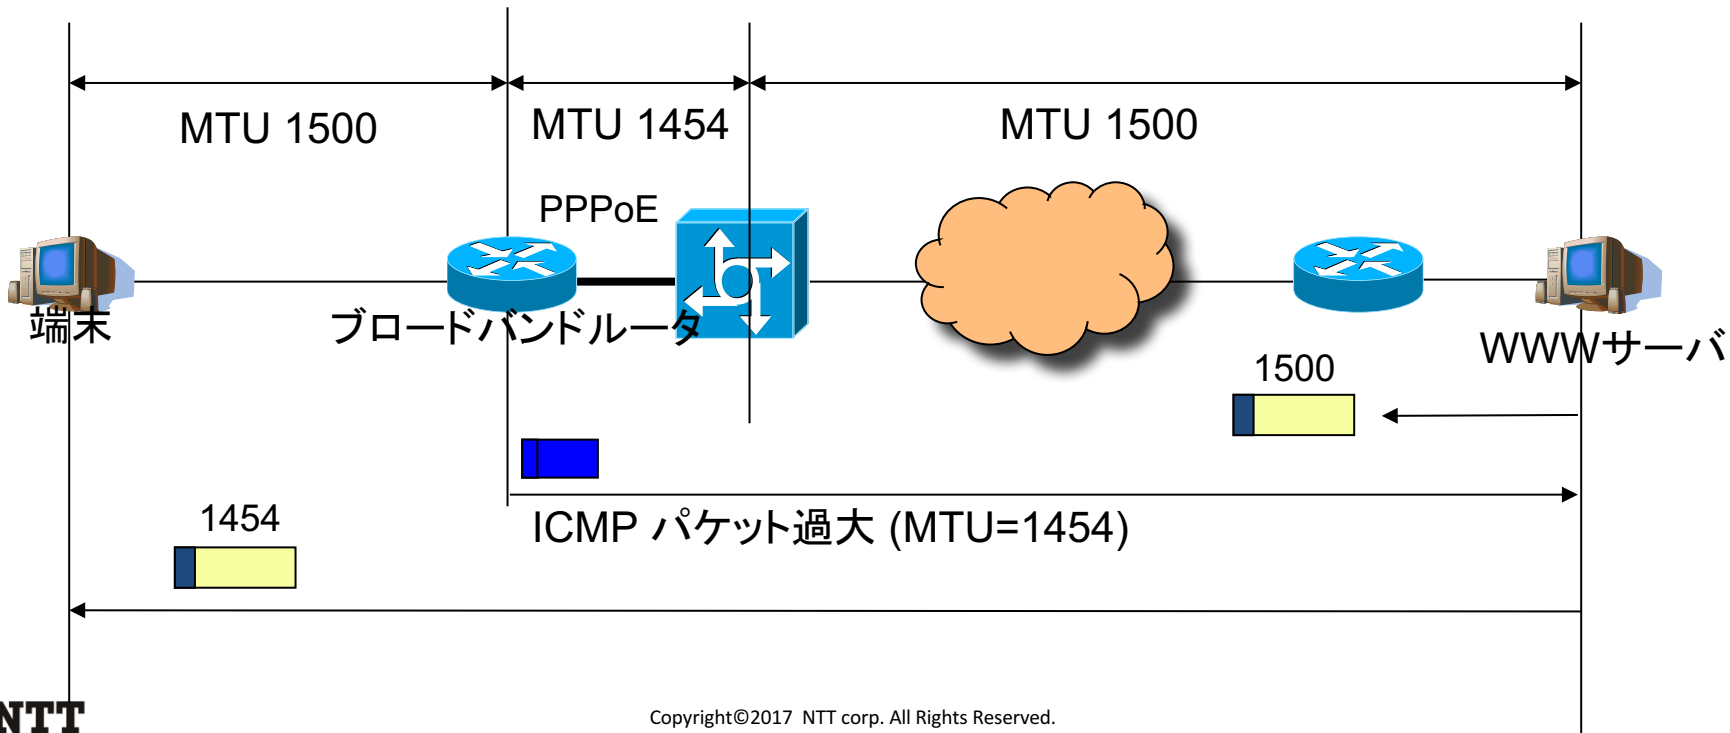 MTU 1500
MTU 1454
MTU 1500
PPPoE
端末
ブロードバンドルータ
WWWサーバ
1500
ICMP パケット過大 (MTU=1454)
1454
NTT
Copyright©2017 NTT corp. All Rights Reserved.